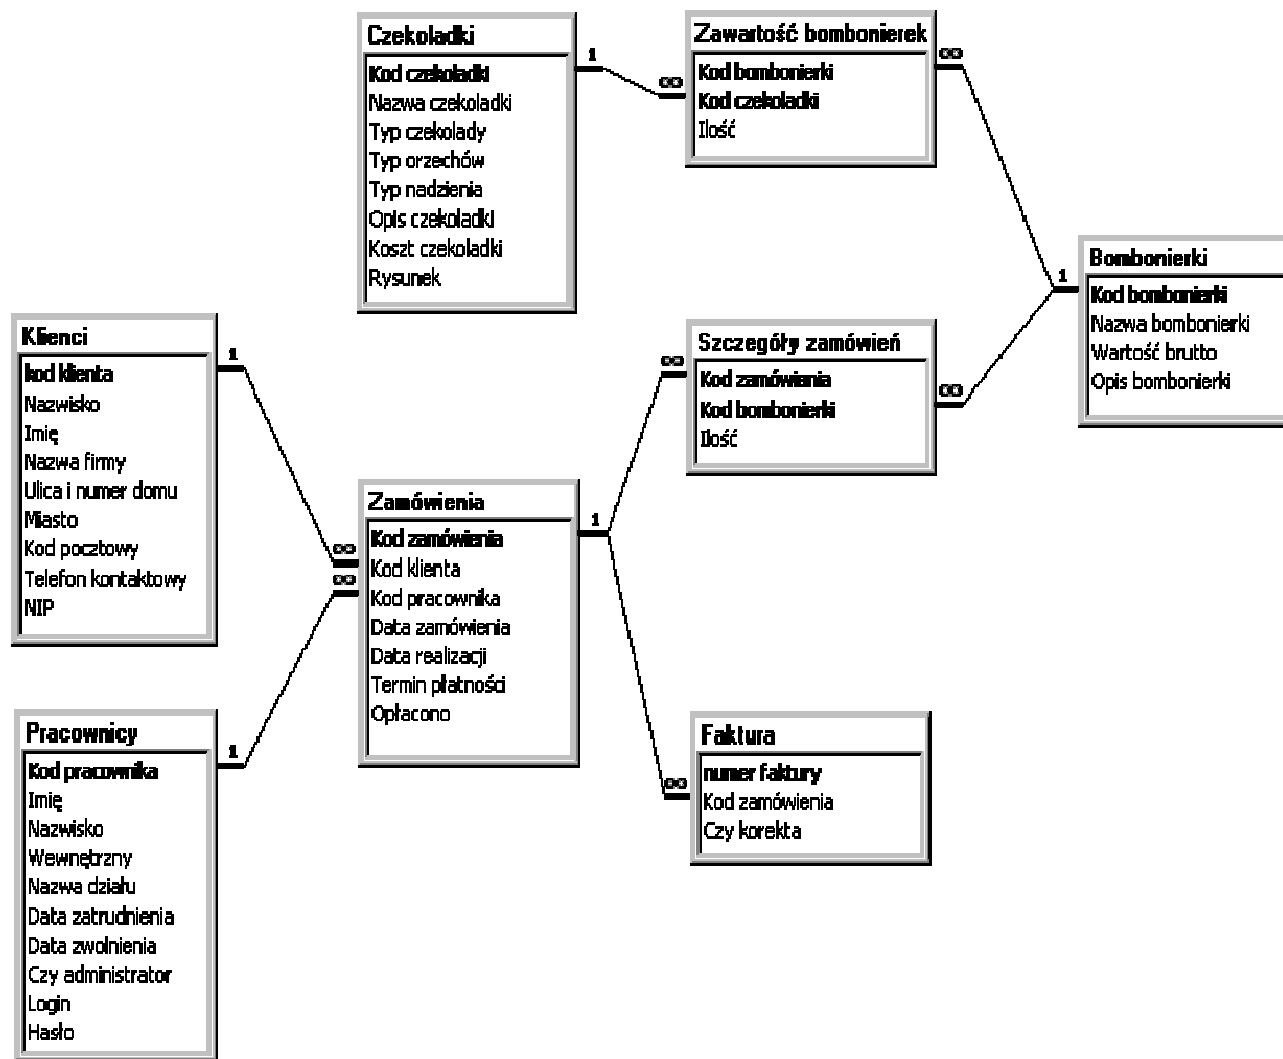 Czekoladki
Kod czekoladki
Nazwa czekoladki
Typ czekolady
Typ orzechów
Typ nadzienia
Opis czekoladki
Koszt czekoladki
Rysunek
1
∞
Zawartość bombonierek
Kod bombonierki
Kod czekoladki
Ilość
∞
1
Bombonierki
Kod bombonierki
Nazwa bombonierki
Wartość brutto
Opis bombonierki
Klienci
kod klienta
Nazwisko
Imię
Nazwa firmy
Ulica i numer domu
Miasto
Kod pocztowy
Telefon kontaktowy
NIP
1
∞
∞
Szczegóły zamówień
Kod zamówienia
Kod bombonierki
Ilość
∞
∞
Zamówienia
Kod zamówienia
Kod klienta
Kod pracownika
Data zamówienia
Data realizacji
Termin płatności
Opłacono
1
Pracownicy
Kod pracownika
Imię
Nazwisko
Wewnętrzny
Nazwa działu
Data zatrudnienia
Data zwolnienia
Czy administrator
Login
Hasło
1
∞
Faktura
numer faktury
Kod zamówienia
Czy korekta